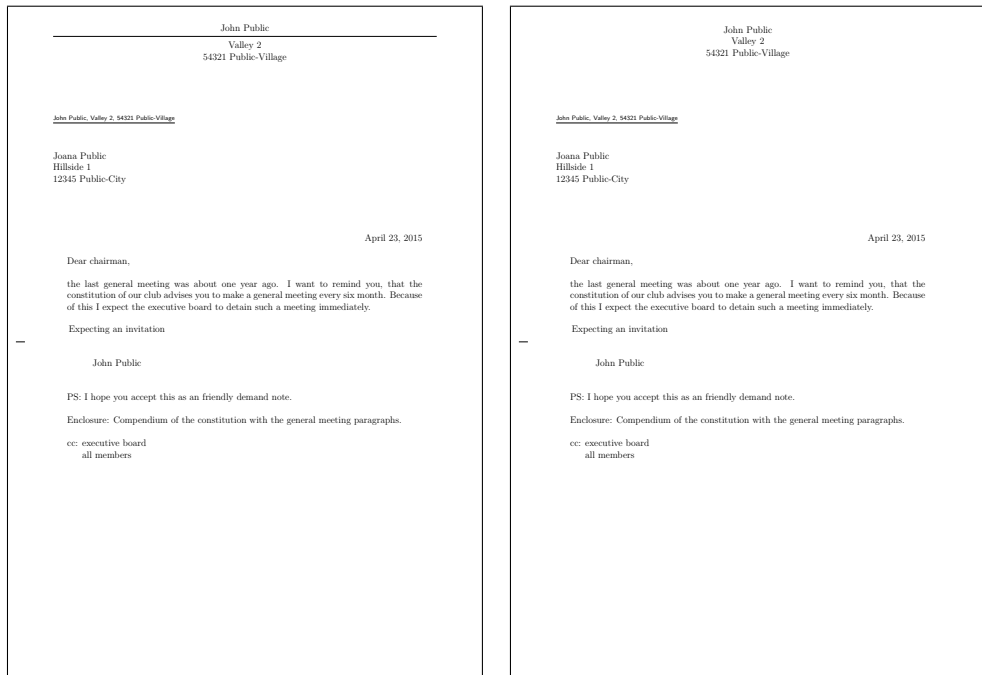 John Public
Valley 2
54321 Public-Village
John Public, Valley 2, 54321 Public-Village
Joana Public
Hillside 1
12345 Public-City
April 23, 2015
Dear chairman,
the last general meeting was about one year ago. I want to remind you, that the
constitution of our club advises you to make a general meeting every six month. Because
of this I expect the executive board to detain such a meeting immediately.
Expecting an invitation
John Public
PS: I hope you accept this as an friendly demand note.
Enclosure: Compendium of the constitution with the general meeting paragraphs.
cc: executive board
all members
John Public
Valley 2
54321 Public-Village
John Public, Valley 2, 54321 Public-Village
Joana Public
Hillside 1
12345 Public-City
April 23, 2015
Dear chairman,
the last general meeting was about one year ago. I want to remind you, that the
constitution of our club advises you to make a general meeting every six month. Because
of this I expect the executive board to detain such a meeting immediately.
Expecting an invitation
John Public
PS: I hope you accept this as an friendly demand note.
Enclosure: Compendium of the constitution with the general meeting paragraphs.
cc: executive board
all members